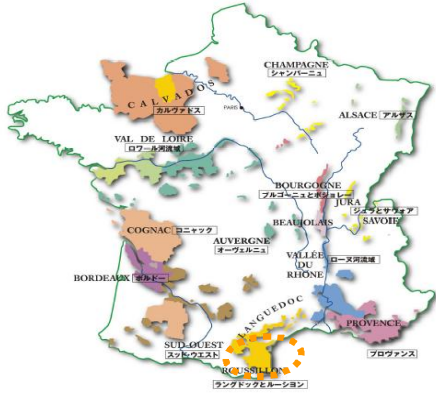 CHAMPAGNE
シャンパーニュ
CALVADOS
カルヴァドス
PARIS
ALSACE アルザス
VAL DE LOIRE
ロワール河流域
BOURGOGNE
ブルゴーニュとボジョレー
JURA
ジュラとサヴォア
SAVOIE
COGNAC コニャック
BEAUJOLAIS
AUVERGNE
オーヴェルニュ
VALLÉE
DU
RHÔNE
ローヌ河流域
BORDEAUX ボルドー
LANGUEDOC
PROVENCE
プロヴァンス
SUD-OUEST
スッド・ウエスト
ROUSSILLON
ラングドックとルーション